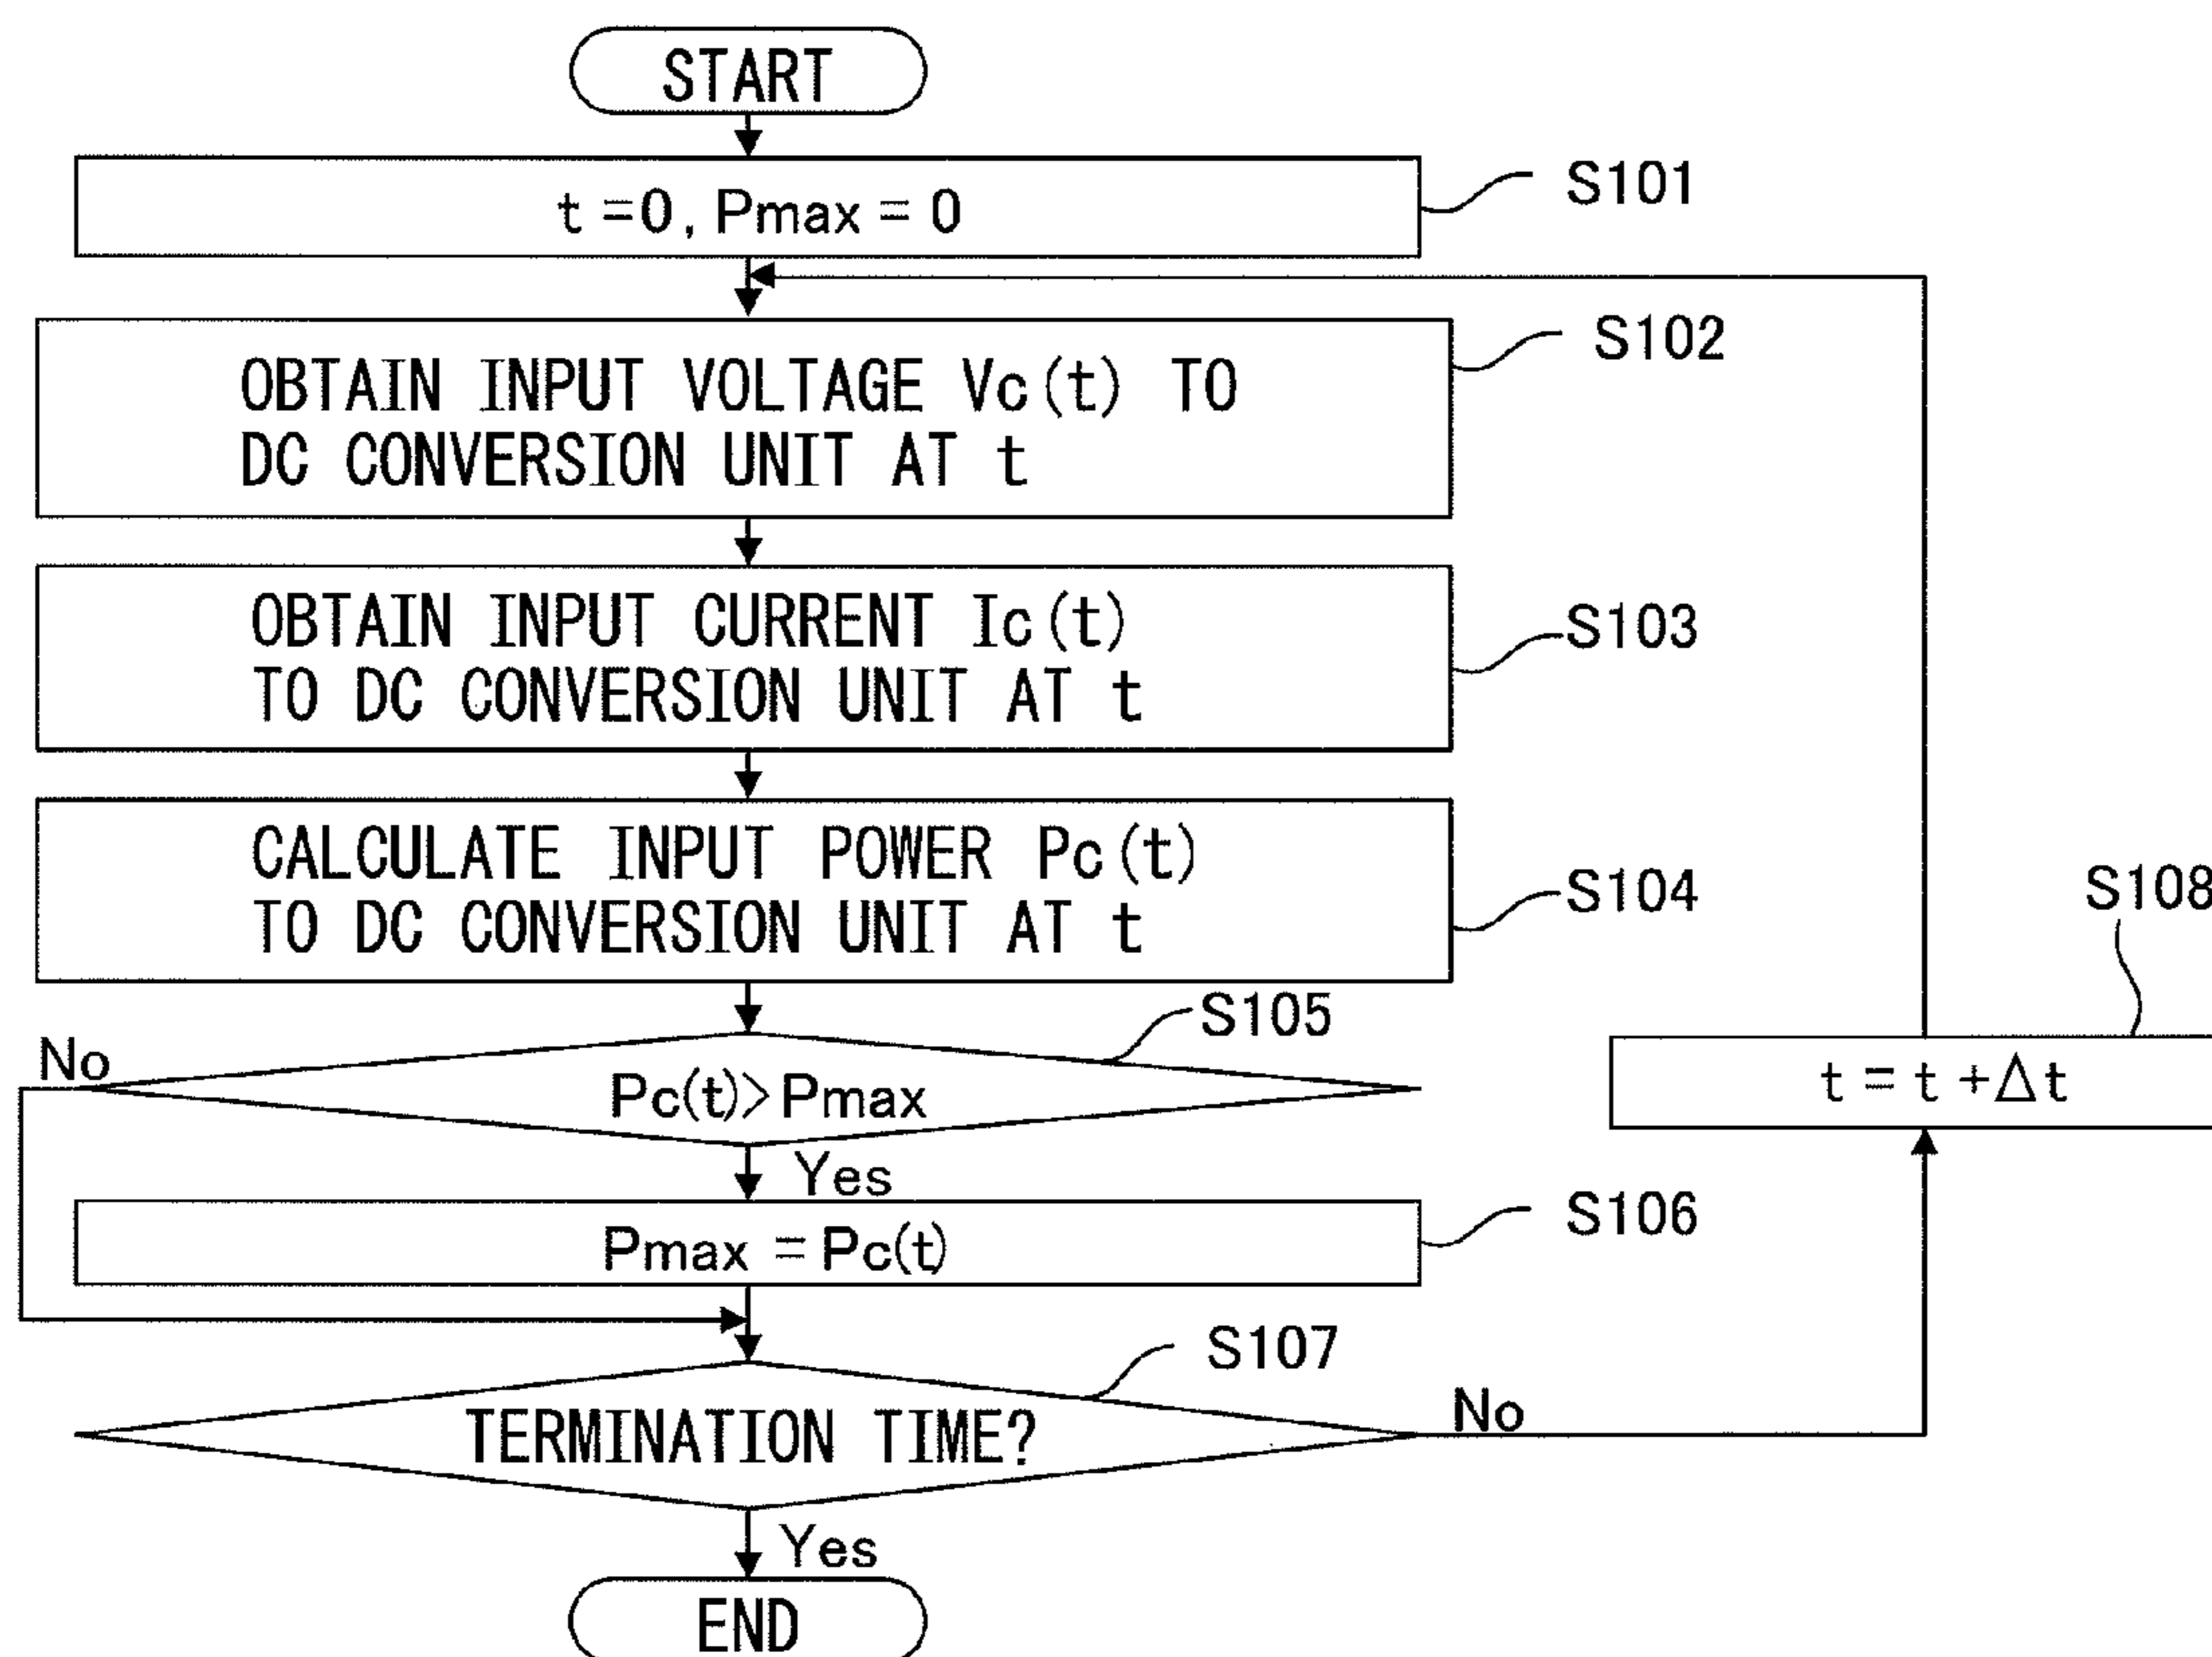 START
t=0, Pmax = 0
S101
OBTAIN INPUT VOLTAGE Vc(t) TO
DC CONVERSION UNIT AT t
S102
OBTAIN INPUT CURRENT Ic(t)
TO DC CONVERSION UNIT AT t
S103
CALCULATE INPUT POWER Pc(t)
TO DC CONVERSION UNIT AT t
S104
S105
No
Pc(t)>Pmax
Yes
S108
t = t +Δt
Pmax = Pc(t)
S106
S107
TERMINATION TIME?
No
Yes
END